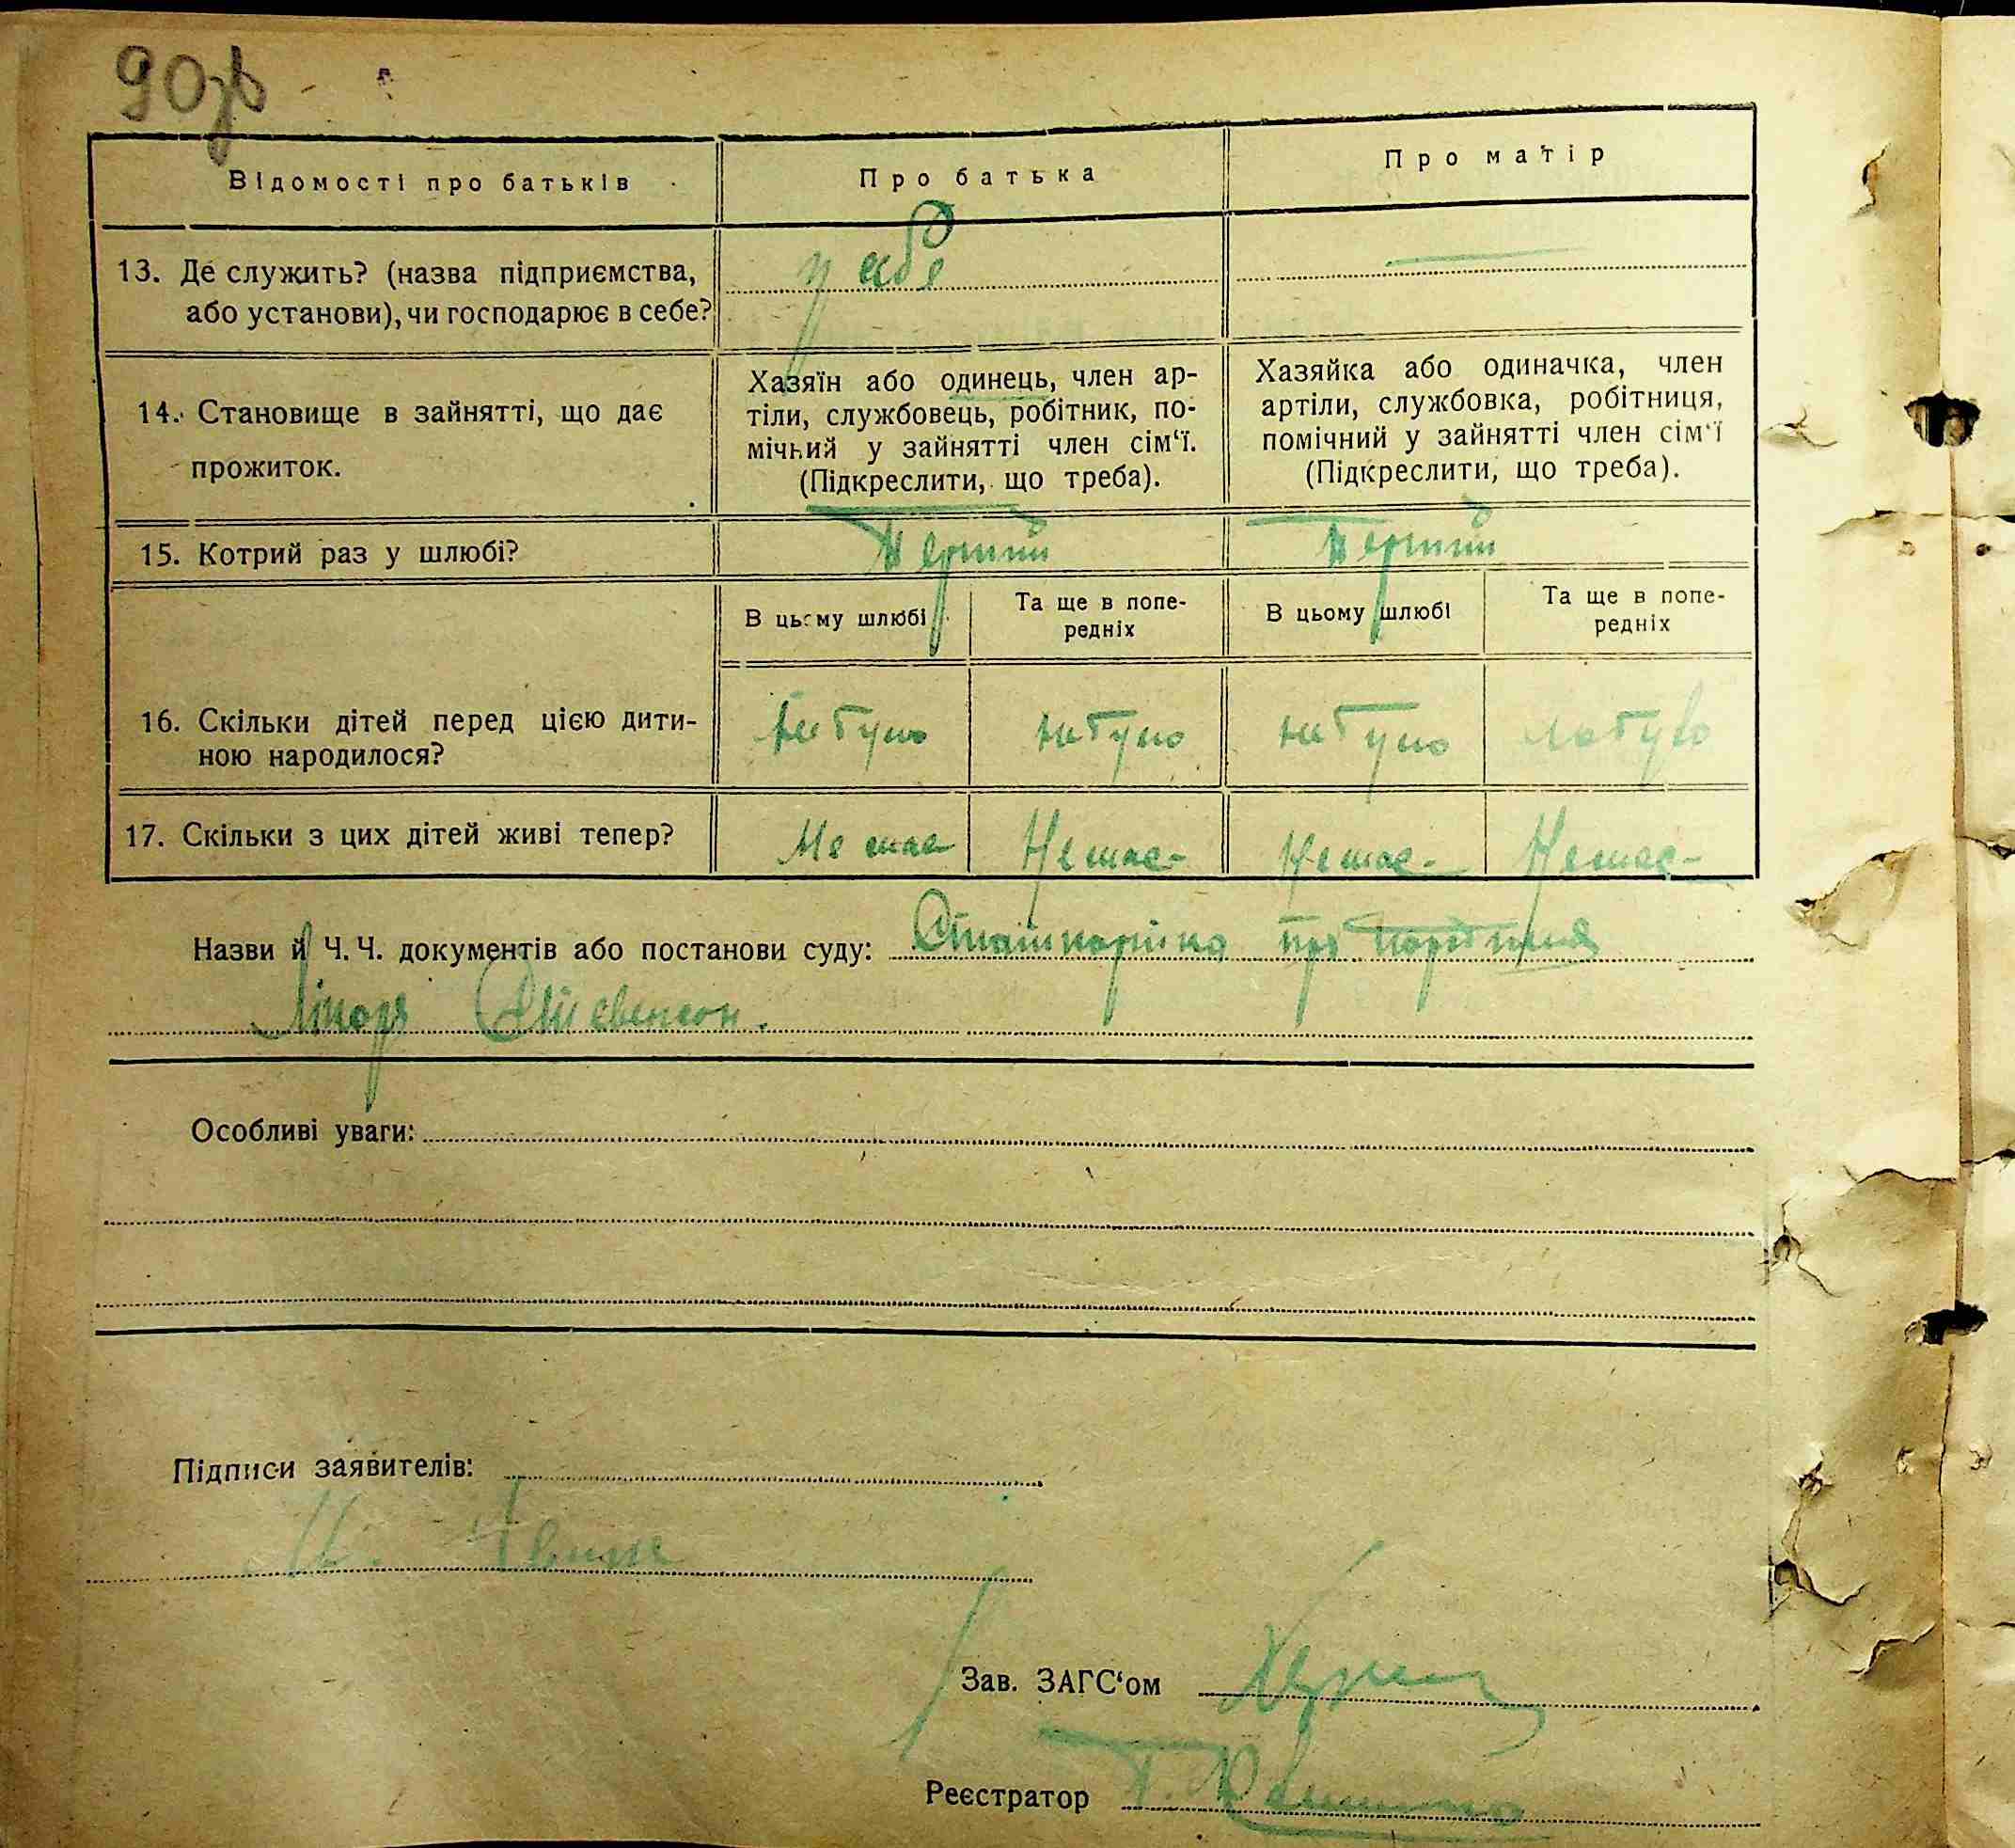 90зв
Відомості про батьків
Про батька
Про матір
13. Де служить? (назва підприємства,
або установи), чи господарює в себе?
у себе
—
14. Становище в зайнятті, що дає
прожиток.
Хазяїн або одинець, член ар-
тіли, службовець, робітник, по-
мічний у зайнятті член сім‘ї.
(Підкреслити, що треба).
Хазяйка або одиначка, член
артіли, службовка, робітниця,
помічний у зайнятті член сім‘ї
(Підкреслити, що треба).
15. Котрий раз у шлюбі?
Перший
Перший
В цьому шлюбі
Та ще в попе-
редніх
В цьому шлюбі
Та ще в попе-
редніх
16. Скільки дітей перед цією дити-
ною народилося?
не було
не було
не було
не було
17. Скільки з цих дітей живі тепер?
Немає
Немає
Немає
Немає
Назви й Ч. Ч. документів або постанови суду:
про
Особливі уваги:
Підписи заявителів:
Зав. ЗАГС‘ом
Реєстратор